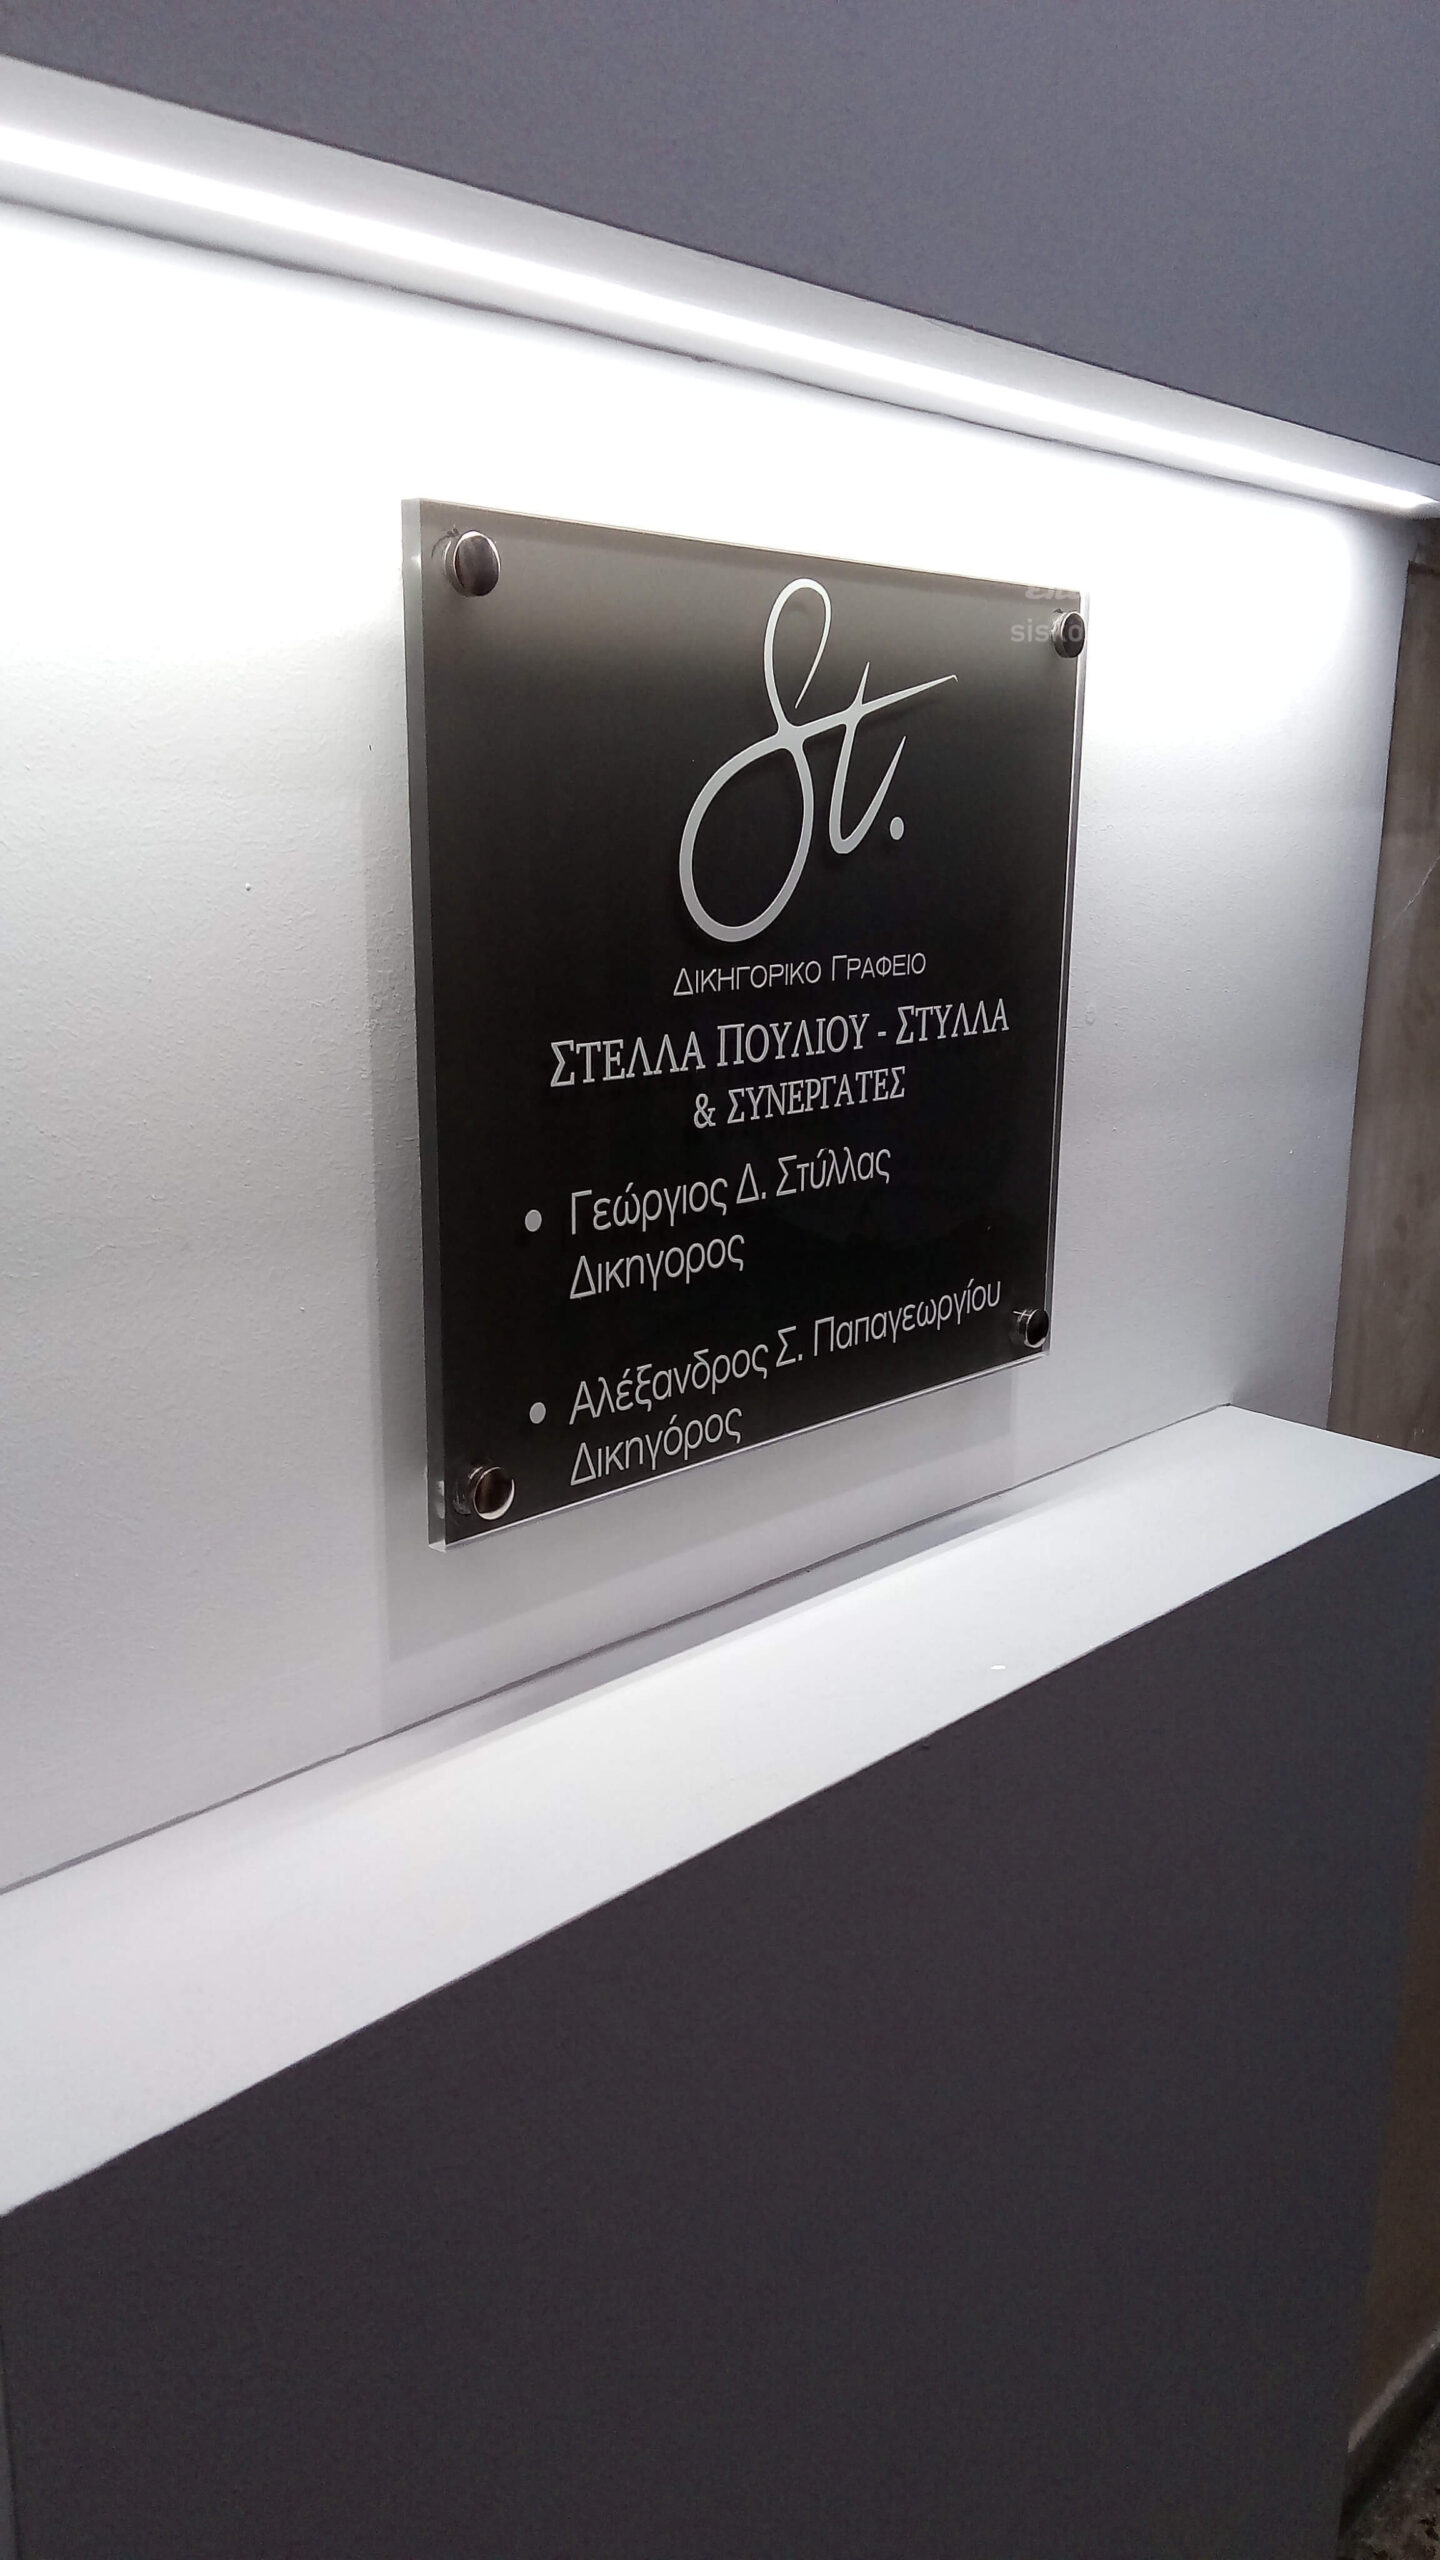 St.
ΔΙΚΗΓΟΡΙΚΟ ΓΡΑΦΕΙΟ
ΣΤΕΛΛΑ ΠΟΥΛΙΟΥ - ΣΤΥΛΛΑ
& ΣΥΝΕΡΓΑΤΕΣ
• Γεώργιος Δ. Στύλλας
Δικηγορος
• Αλέξανδρος Σ. Παπαγεωργίου
Δικηγόρος